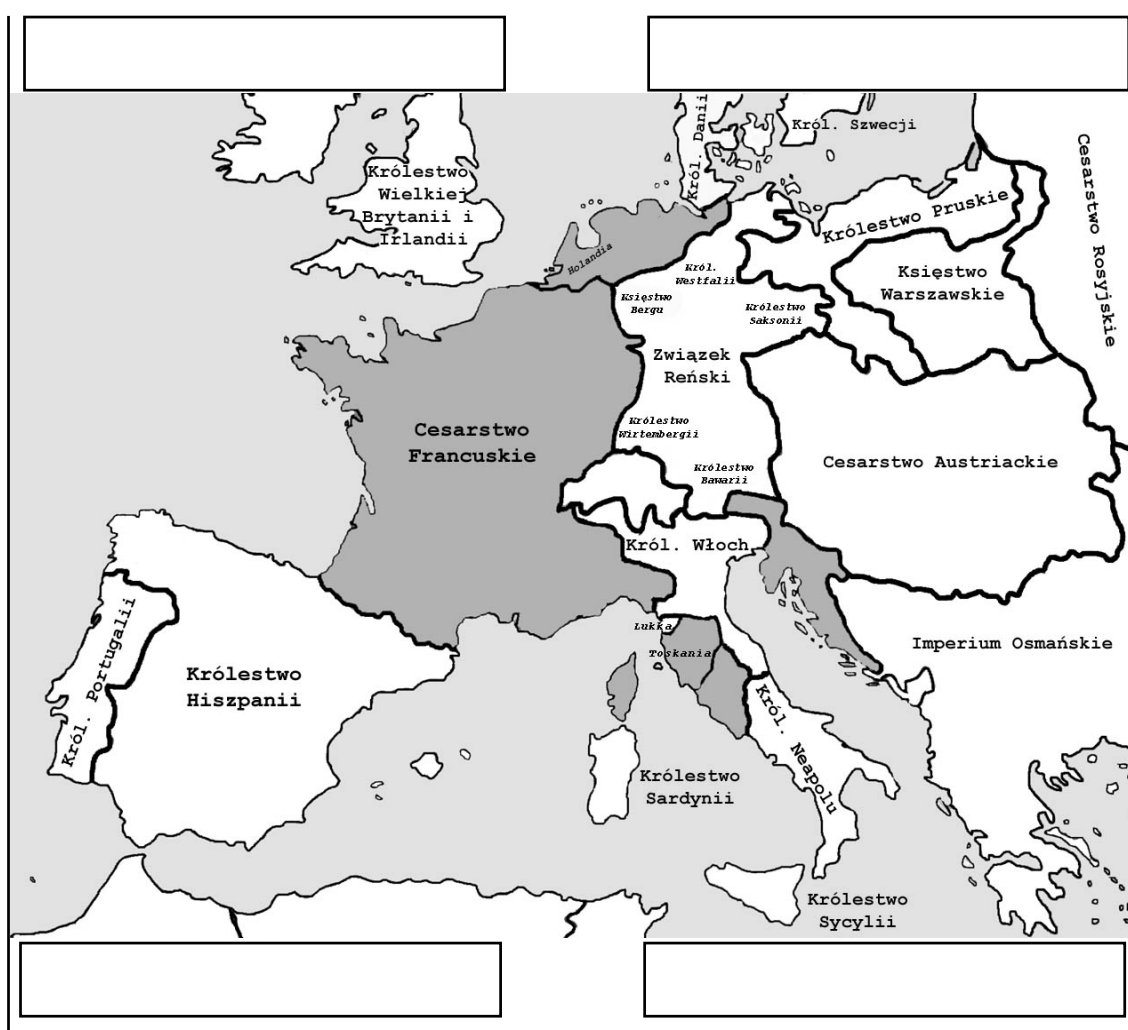 Król. Danii
Król. Szwecji
Cesarstwo Rosyjskie
Królestwo
Wielkiej
Brytanii i
Irlandii
Królestwo Pruskie
Holandia
Król.
Westfalii
Księstwo
Warszawskie
Księstwo
Bergu
Królestwo
Saksonii
Związek
Reński
Cesarstwo
Francuskie
Królestwo
Wirtembergii
Królestwo
Bawarii
Cesarstwo Austriackie
Król. Włoch
Król. Portugalii
Lukka
Toskania
Imperium Osmańskie
Królestwo
Hiszpanii
Król. Neapolu
Królestwo
Sardynii
Królestwo
Sycylii